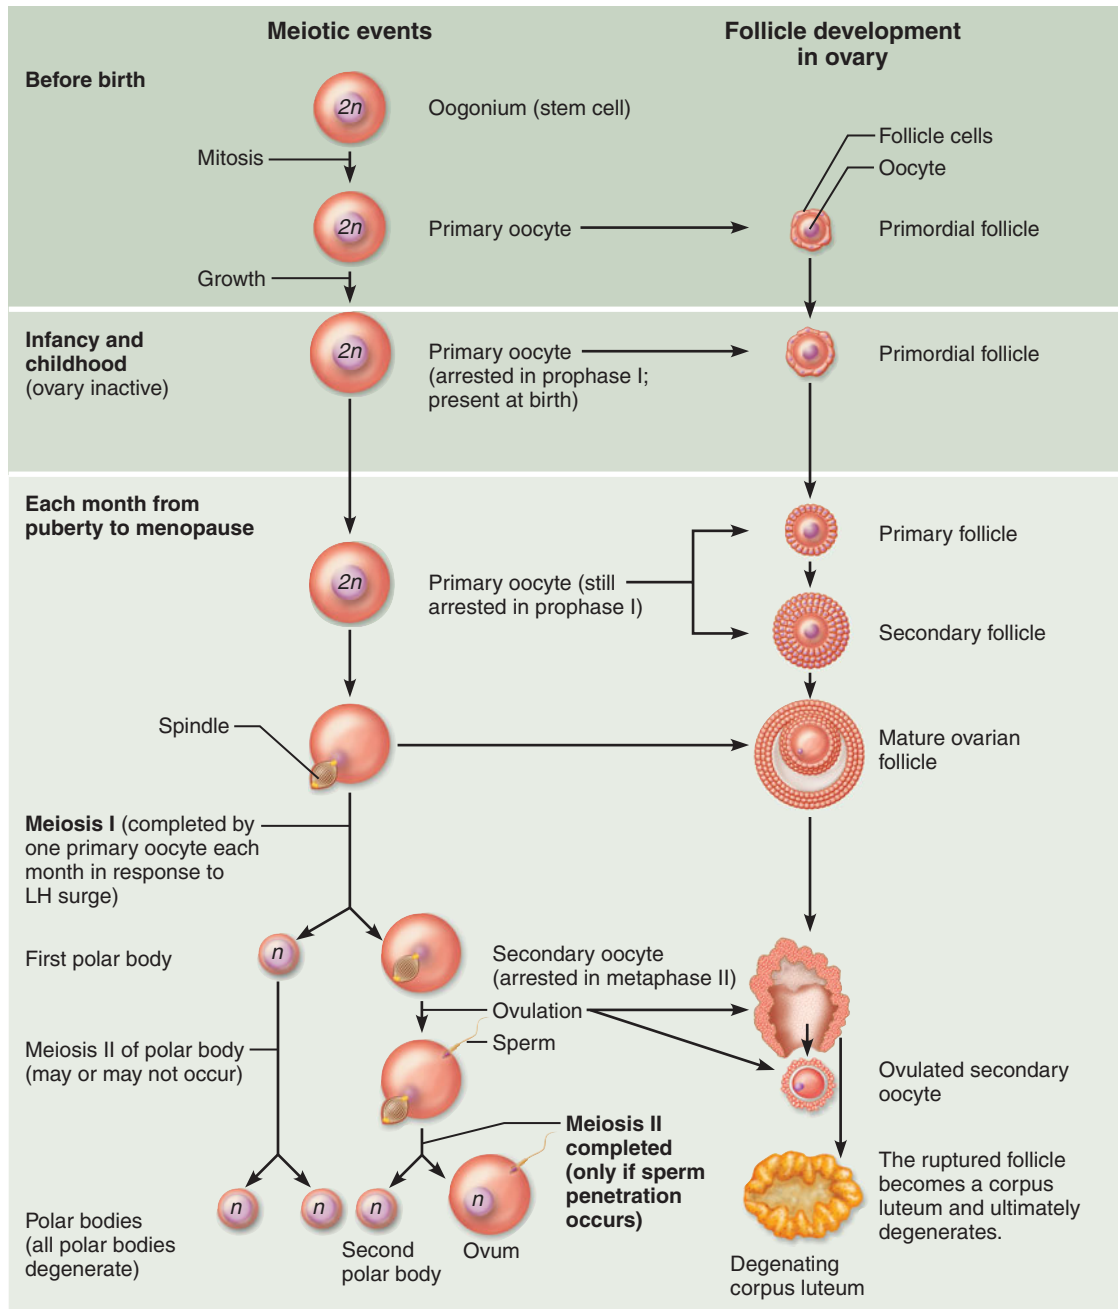 Meiotic events
Follicle development
in ovary
Before birth
2n
Oogonium (stem cell)
Mitosis
Follicle cells
Oocyte
2n
Primary oocyte
Primordial follicle
Growth
Infancy and
childhood
(ovary inactive)
2n
Primary oocyte
(arrested in prophase I;
present at birth)
Primordial follicle
Each month from
puberty to menopause
Primary follicle
2n
Primary oocyte (still
arrested in prophase I)
Secondary follicle
Spindle
Mature ovarian
follicle
Meiosis I (completed by
one primary oocyte each
month in response to
LH surge)
First polar body
n
Secondary oocyte
(arrested in metaphase II)
Ovulation
Sperm
Meiosis II of polar body
(may or may not occur)
Ovulated secondary
oocyte
Meiosis II
completed
(only if sperm
penetration
occurs)
The ruptured follicle
becomes a corpus
luteum and ultimately
degenerates.
n
n
n
n
Polar bodies
(all polar bodies
degenerate)
Second
polar body
Ovum
Degenating
corpus luteum